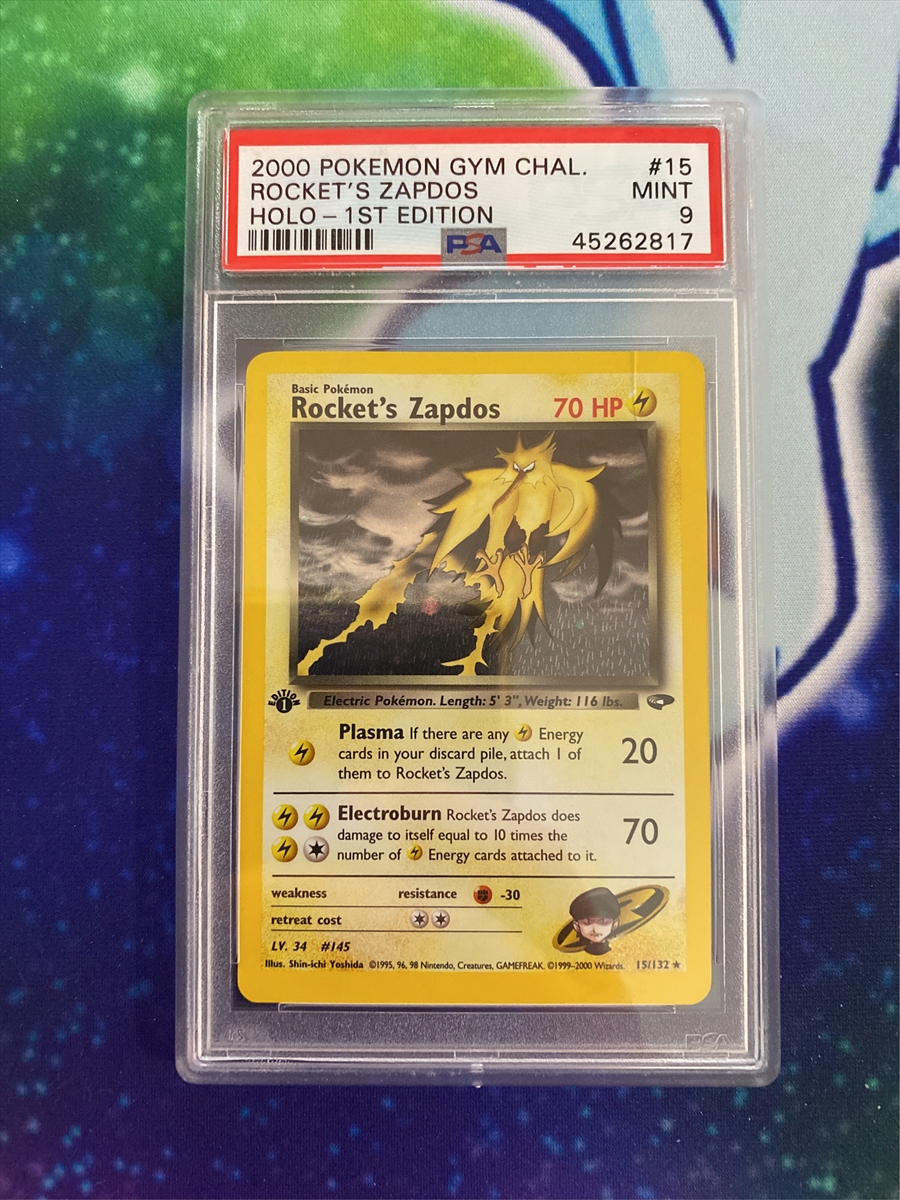 2000 POKEMON GYM CHAL. #15
ROCKET'S ZAPDOS MINT
HOLO – 1ST EDITION 9
PSA 45262817
Basic Pokémon
Rocket's Zapdos 70 HP
EDITION 1
Electric Pokémon. Length: 5' 3", Weight: 116 lbs.
Plasma If there are any Energy
cards in your discard pile, attach 1 of
them to Rocket's Zapdos.
20
Electroburn Rocket's Zapdos does
damage to itself equal to 10 times the
number of Energy cards attached to it.
70
weakness resistance -30
retreat cost
LV. 34 #145
Illus. Shin-ichi Yoshida ©1995, 96, 98 Nintendo, Creatures, GAMEFREAK. ©1999-2000 Wizards. 15/132 ★
PSA